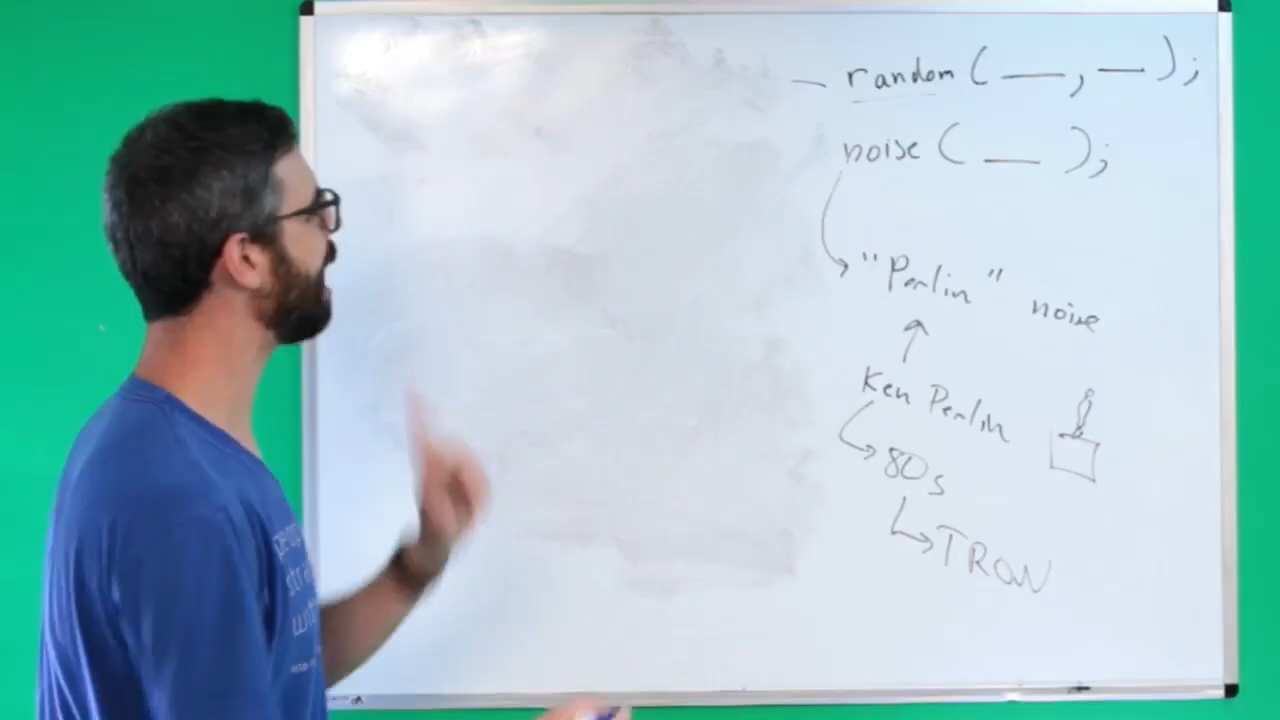 random( __, __ );
noise( __ );
"Perlin" noise
Ken Perlin
80s
TRON